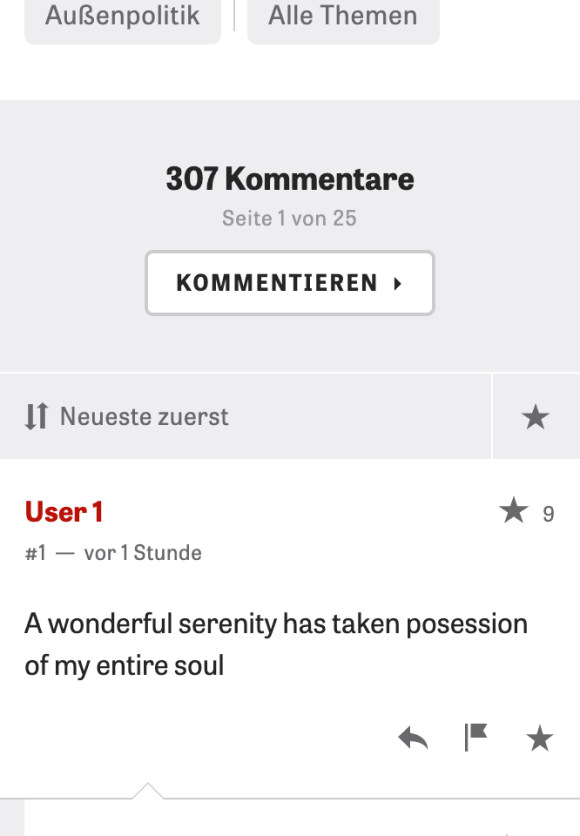 Außenpolitik
Alle Themen
307 Kommentare
Seite 1 von 25
KOMMENTIEREN
Neueste zuerst
User 1
9
#1 — vor 1 Stunde
A wonderful serenity has taken posession
of my entire soul